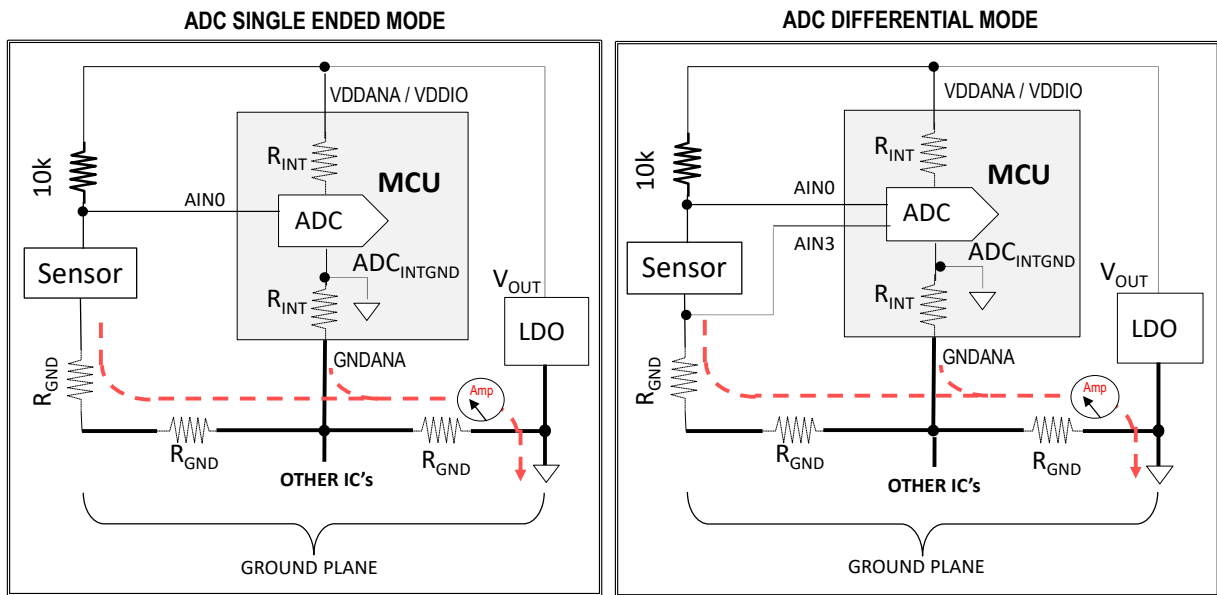 ADC SINGLE ENDED MODE
VDDANA / VDDIO
10k
R_INT
MCU
AIN0
ADC
Sensor
ADC_INTGND
R_INT
V_OUT
LDO
GNDANA
R_GND
Amp
R_GND
R_GND
OTHER IC's
GROUND PLANE
ADC DIFFERENTIAL MODE
VDDANA / VDDIO
10k
R_INT
MCU
AIN0
ADC
AIN3
Sensor
ADC_INTGND
R_INT
V_OUT
LDO
GNDANA
R_GND
Amp
R_GND
R_GND
OTHER IC's
GROUND PLANE